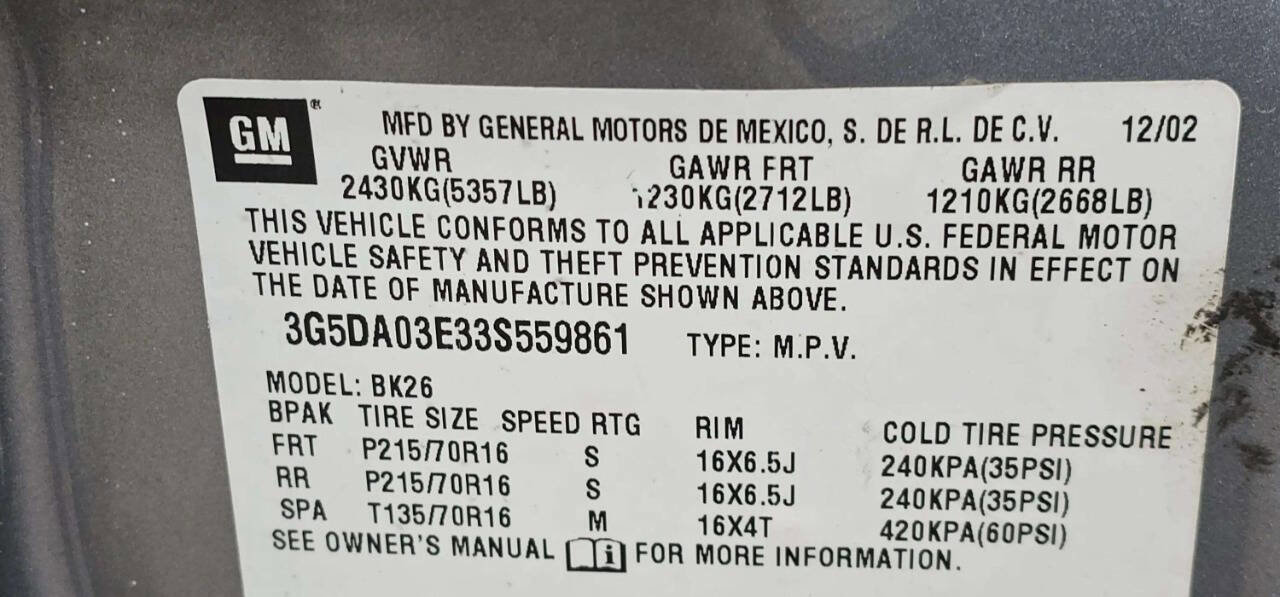 GM®
MFD BY GENERAL MOTORS DE MEXICO, S. DE R.L. DE C.V. 12/02
GVWR GAWR FRT GAWR RR
2430KG(5357LB) 1230KG(2712LB) 1210KG(2668LB)
THIS VEHICLE CONFORMS TO ALL APPLICABLE U.S. FEDERAL MOTOR
VEHICLE SAFETY AND THEFT PREVENTION STANDARDS IN EFFECT ON
THE DATE OF MANUFACTURE SHOWN ABOVE.
3G5DA03E33S559861 TYPE: M.P.V.
MODEL: BK26
BPAK TIRE SIZE SPEED RTG RIM COLD TIRE PRESSURE
FRT P215/70R16 S 16X6.5J 240KPA(35PSI)
RR P215/70R16 S 16X6.5J 240KPA(35PSI)
SPA T135/70R16 M 16X4T 420KPA(60PSI)
SEE OWNER'S MANUAL i FOR MORE INFORMATION.